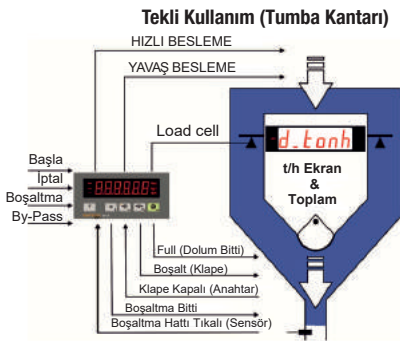 Tekli Kullanım (Tumba Kantarı)
HIZLI BESLEME
YAVAŞ BESLEME
Load cell
d_tonh
t/h Ekran
&
Toplam
Başla
İptal
Boşaltma
By-Pass
Full (Dolum Bitti)
Boşalt (Klape)
Klape Kapalı (Anahtar)
Boşaltma Bitti
Boşaltma Hattı Tıkalı (Sensör)